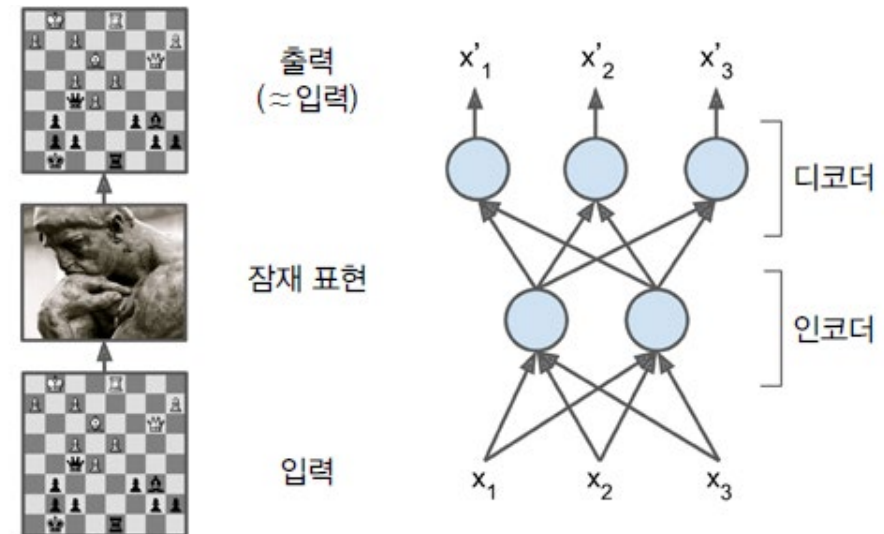 출력
(≈입력)
잠재 표현
입력
x'₁ x'₂ x'₃
디코더
인코더
x₁ x₂ x₃